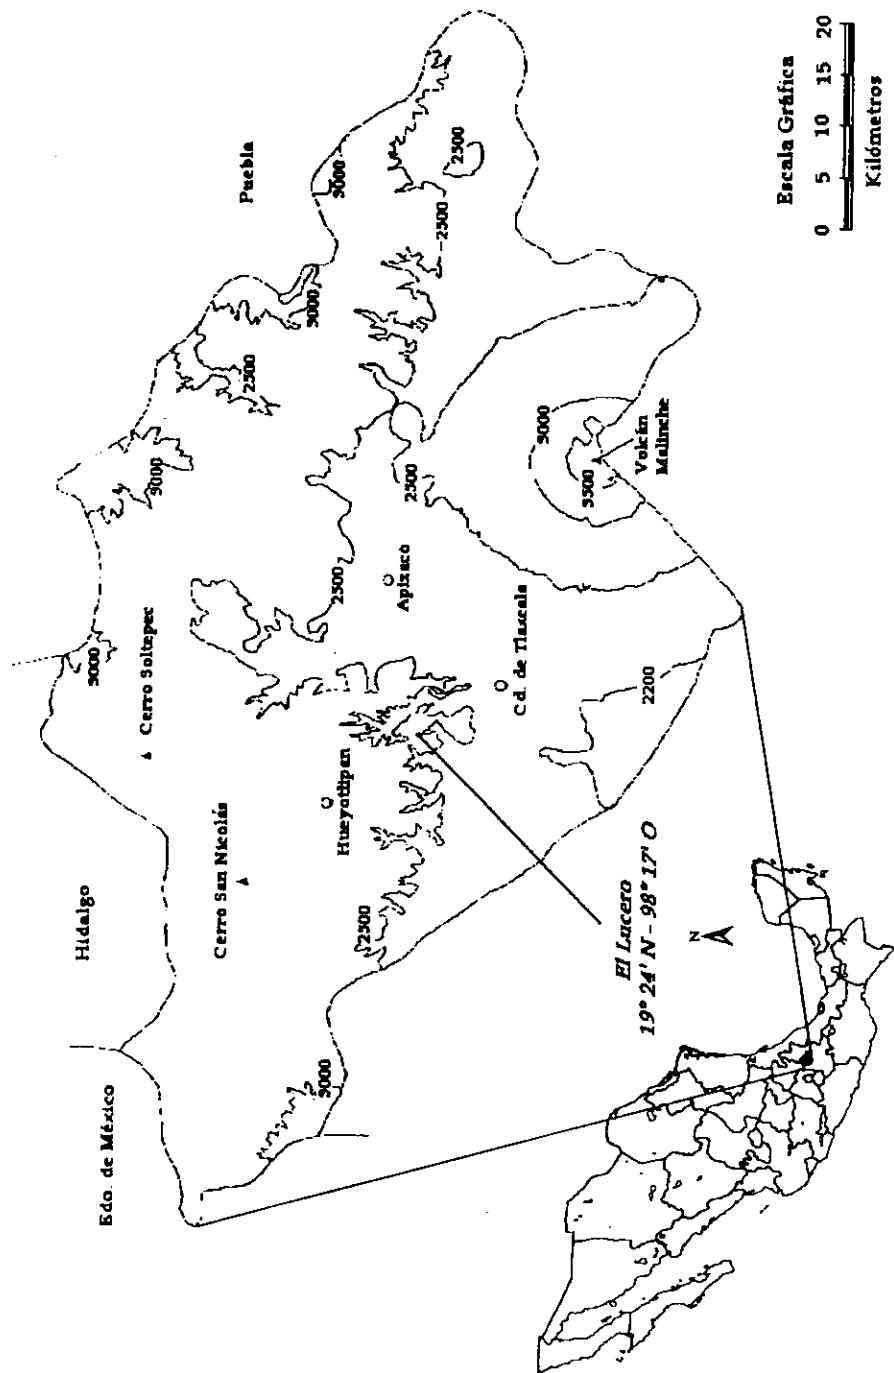 Hidalgo
3000
Edo. de México
Cerro Soltepec
3000
Cerro San Nicolás
Puebla
2500
3000
3000
Hueyotlipan
2500
3000
2500
Apizaco
2500
2500
2500
Cd. de Tlaxcala
3000
3500
El Lucero
19° 24' N - 98° 17' O
Volcán
Malinche
2200
N
Escala Gráfica
0 5 10 15 20
Kilómetros